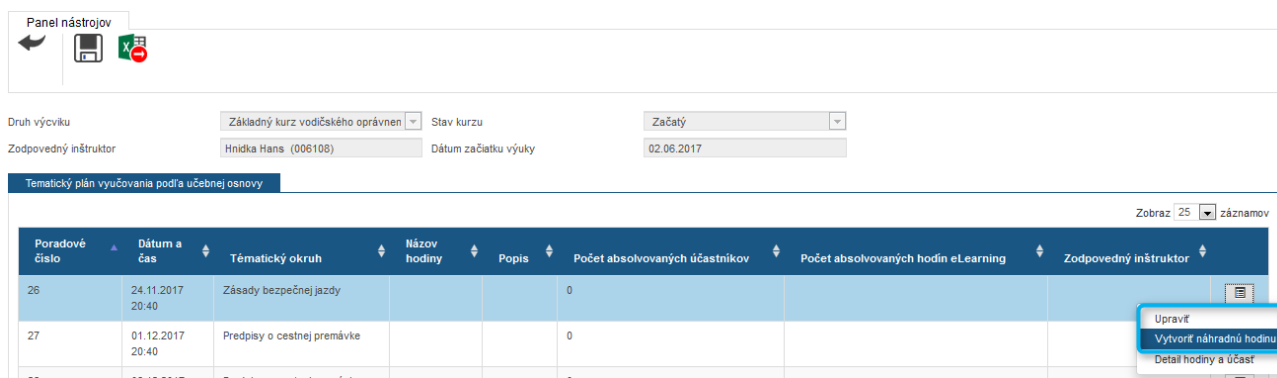 Panel nástrojov
Druh výcviku
Základný kurz vodičského oprávnen
Stav kurzu
Začatý
Zodpovedný inštruktor
Hnidka Hans (006108)
Dátum začiatku výuky
02.06.2017
Tematický plán vyučovania podľa učebnej osnovy
Zobraz 25 záznamov
Poradové číslo
Dátum a čas
Tématický okruh
Názov hodiny
Popis
Počet absolvovaných účastníkov
Počet absolvovaných hodín eLearning
Zodpovedný inštruktor
26
24.11.2017
20:40
Zásady bezpečnej jazdy
0
27
01.12.2017
20:40
Predpisy o cestnej premávke
0
Upraviť
Vytvoriť náhradnú hodinu
Detail hodiny a účasť